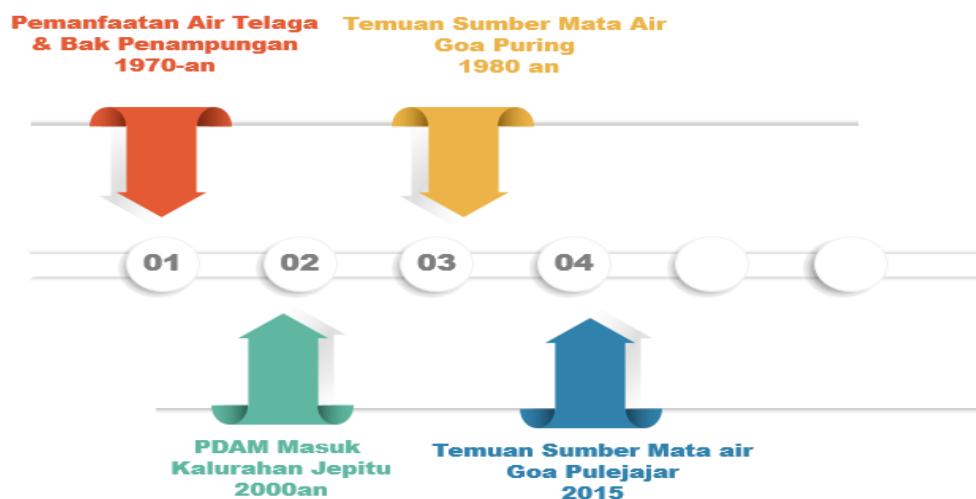 Pemanfaatan Air Telaga
& Bak Penampungan
1970-an
Temuan Sumber Mata Air
Goa Puring
1980 an
01
02
03
04
PDAM Masuk
Kalurahan Jepitu
2000an
Temuan Sumber Mata air
Goa Pulejajar
2015